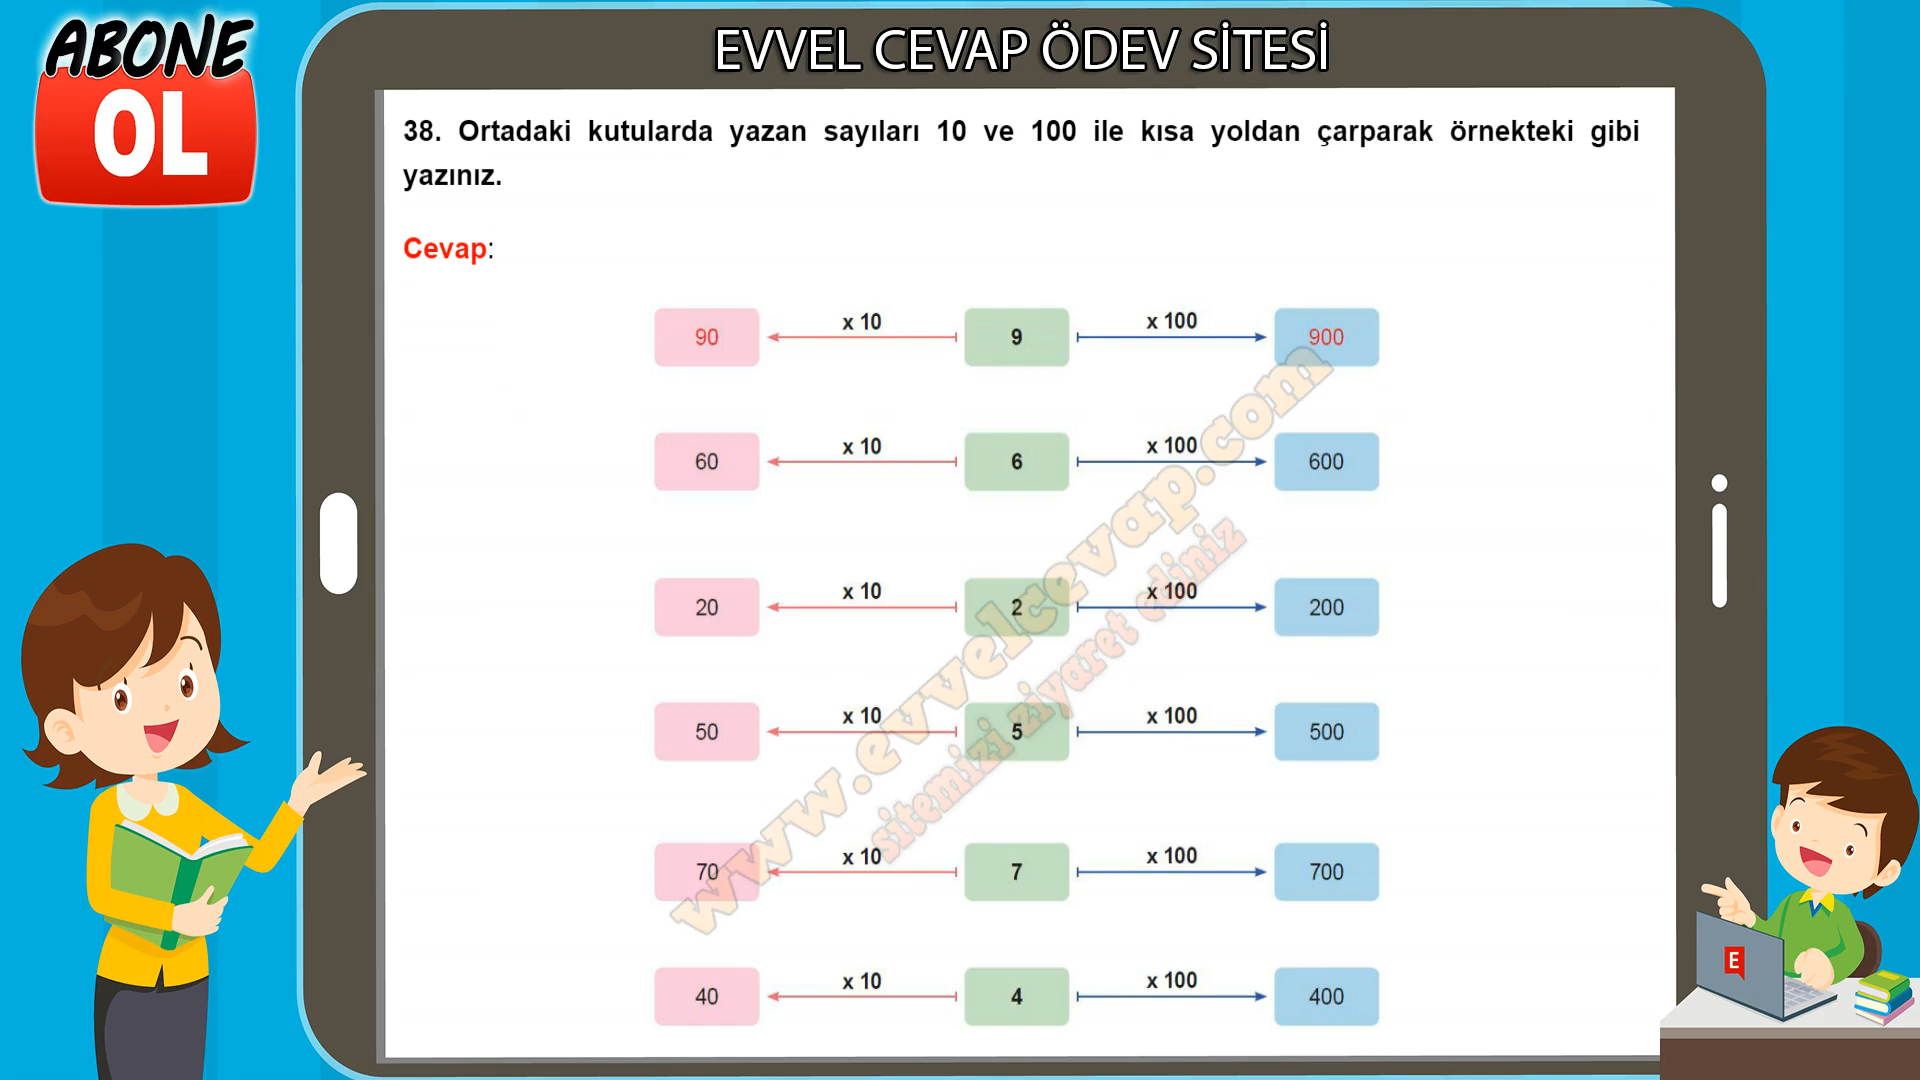 ABONE
OL
EVVEL CEVAP ÖDEV SİTESİ
38. Ortadaki kutularda yazan sayıları 10 ve 100 ile kısa yoldan çarparak örnekteki gibi
yazınız.
Cevap:
90 x 10 9 x 100 900
60 x 10 6 x 100 600
20 x 10 2 x 100 200
50 x 10 5 x 100 500
70 x 10 7 x 100 700
40 x 10 4 x 100 400
www.evvelcevap.com
sitemizi ziyaret ediniz
E